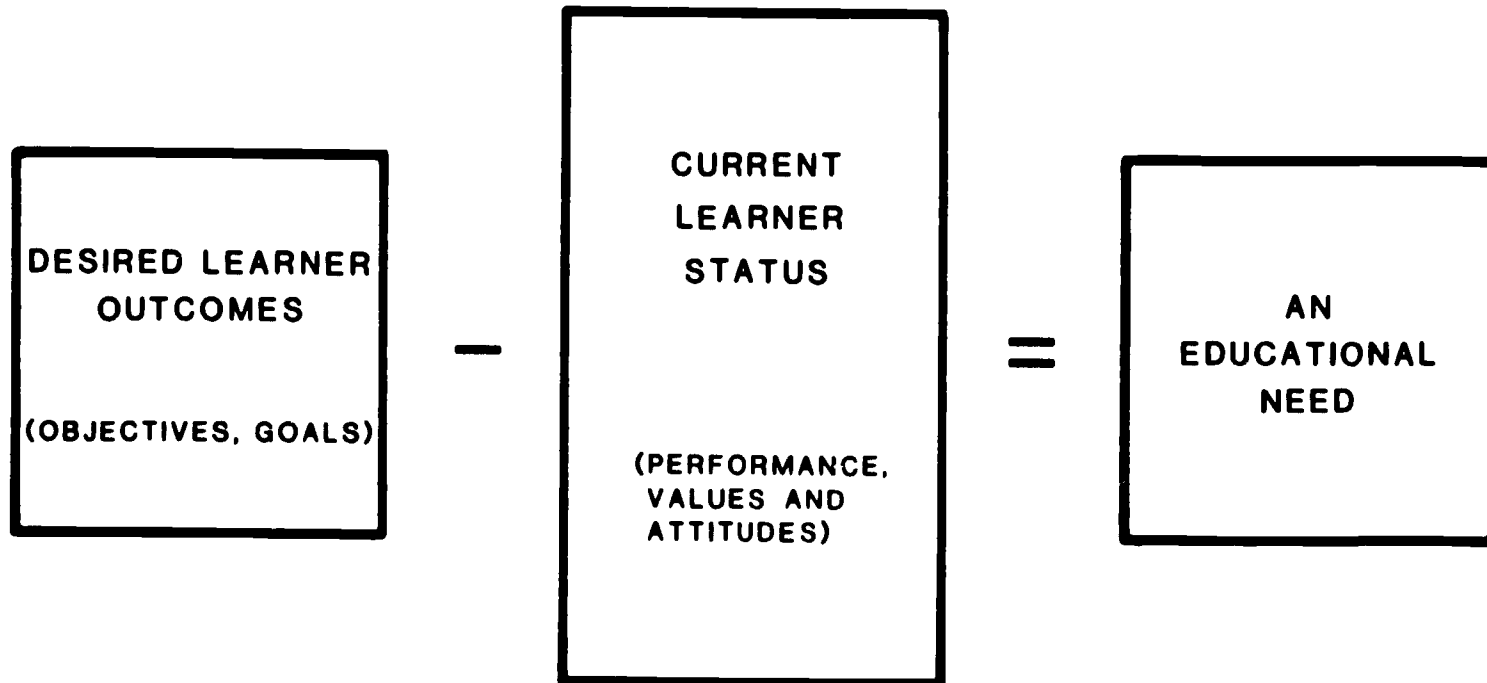 DESIRED LEARNER
OUTCOMES
(OBJECTIVES, GOALS)
−
CURRENT
LEARNER
STATUS
(PERFORMANCE,
VALUES AND
ATTITUDES)
=
AN
EDUCATIONAL
NEED